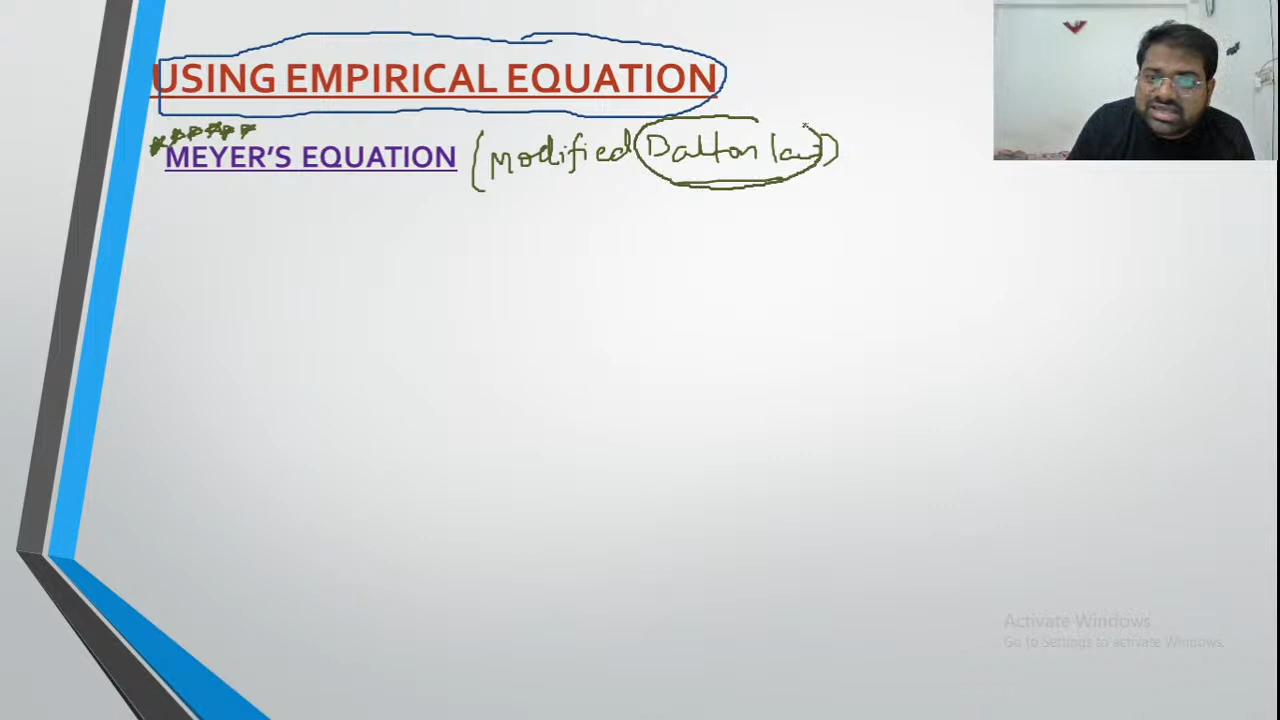 USING EMPIRICAL EQUATION
MEYER'S EQUATION (Modified Dalton law)
Activate Windows
Go to Settings to activate Windows.